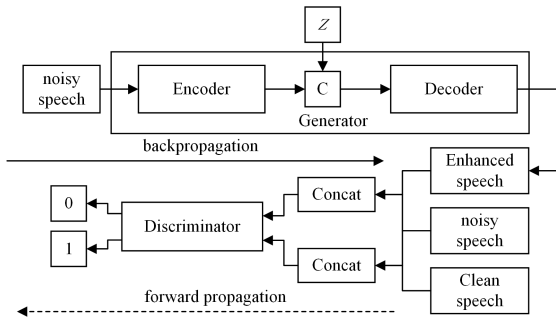 Z
noisy
speech
Encoder
C
Decoder
Generator
backpropagation
Enhanced
speech
0
Discriminator
Concat
noisy
speech
1
Concat
Clean
speech
forward propagation